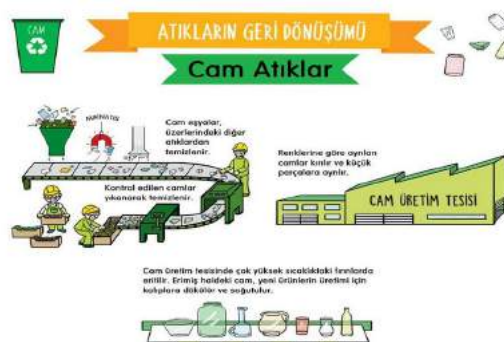 CAM
ATIKLARIN GERİ DÖNÜŞÜMÜ
Cam Atıklar
Cam eşyalar,
üzerlerindeki diğer
atıklardan
temizlenir.
Kontrol edilen camlar
yıkanarak temizlenir.
Renklerine göre ayrılan
camlar kırılır ve küçük
parçalara ayrılır.
CAM ÜRETİM TESİSİ
Cam üretim tesisinde çok yüksek sıcaklıktaki fırınlarda
eritilir. Erimiş haldeki cam, yeni ürünlerin üretimi için
kalıplara dökülür ve soğutulur.